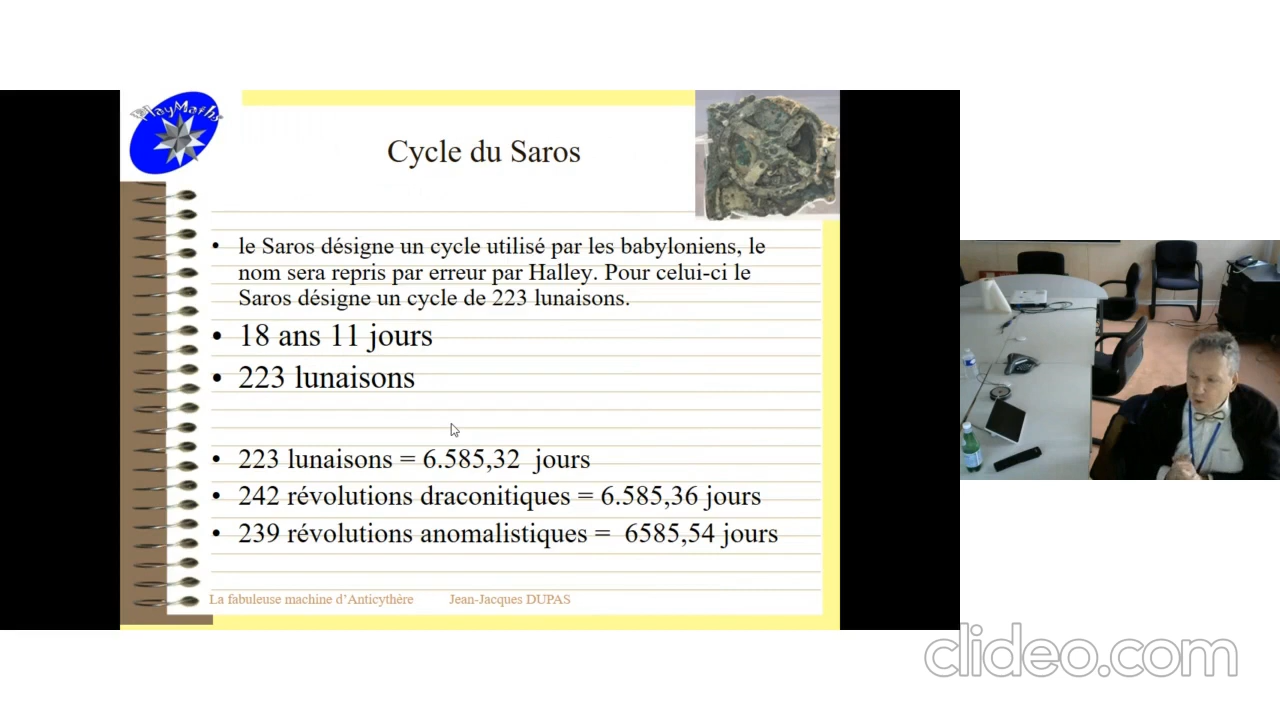 PlayMaths
Cycle du Saros
• le Saros désigne un cycle utilisé par les babyloniens, le
nom sera repris par erreur par Halley. Pour celui-ci le
Saros désigne un cycle de 223 lunaisons.
• 18 ans 11 jours
• 223 lunaisons
• 223 lunaisons = 6.585,32 jours
• 242 révolutions draconitiques = 6.585,36 jours
• 239 révolutions anomalistiques = 6585,54 jours
La fabuleuse machine d’Anticythère Jean-Jacques DUPAS
clideo.com